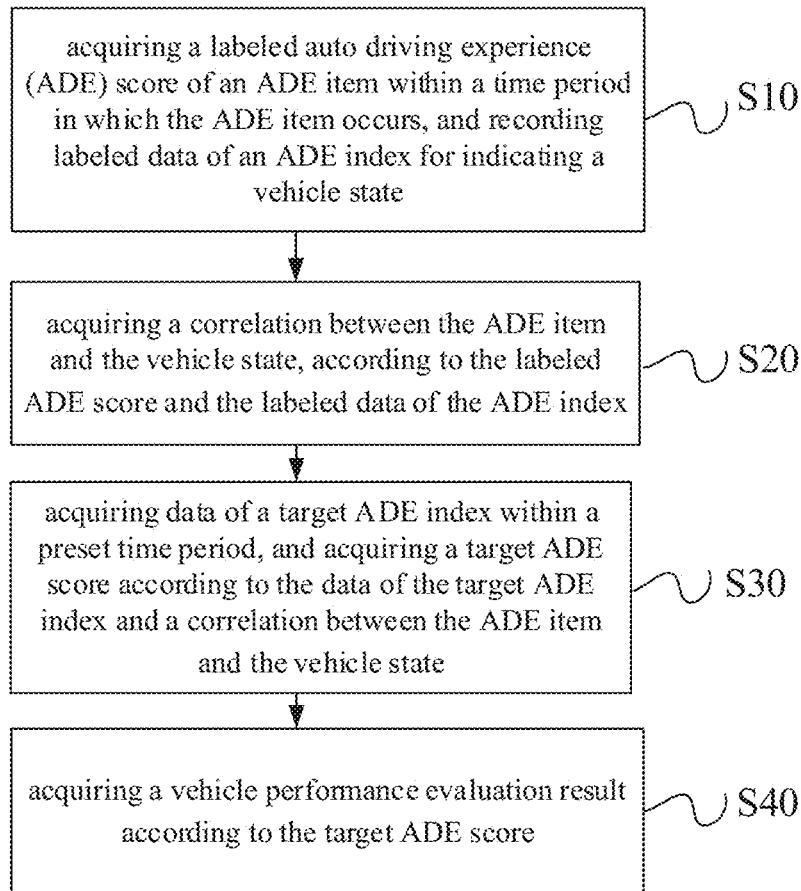 acquiring a labeled auto driving experience
(ADE) score of an ADE item within a time period
in which the ADE item occurs, and recording
labeled data of an ADE index for indicating a
vehicle state
S10
acquiring a correlation between the ADE item
and the vehicle state, according to the labeled
ADE score and the labeled data of the ADE index
S20
acquiring data of a target ADE index within a
preset time period, and acquiring a target ADE
score according to the data of the target ADE
index and a correlation between the ADE item
and the vehicle state
S30
acquiring a vehicle performance evaluation result
according to the target ADE score
S40